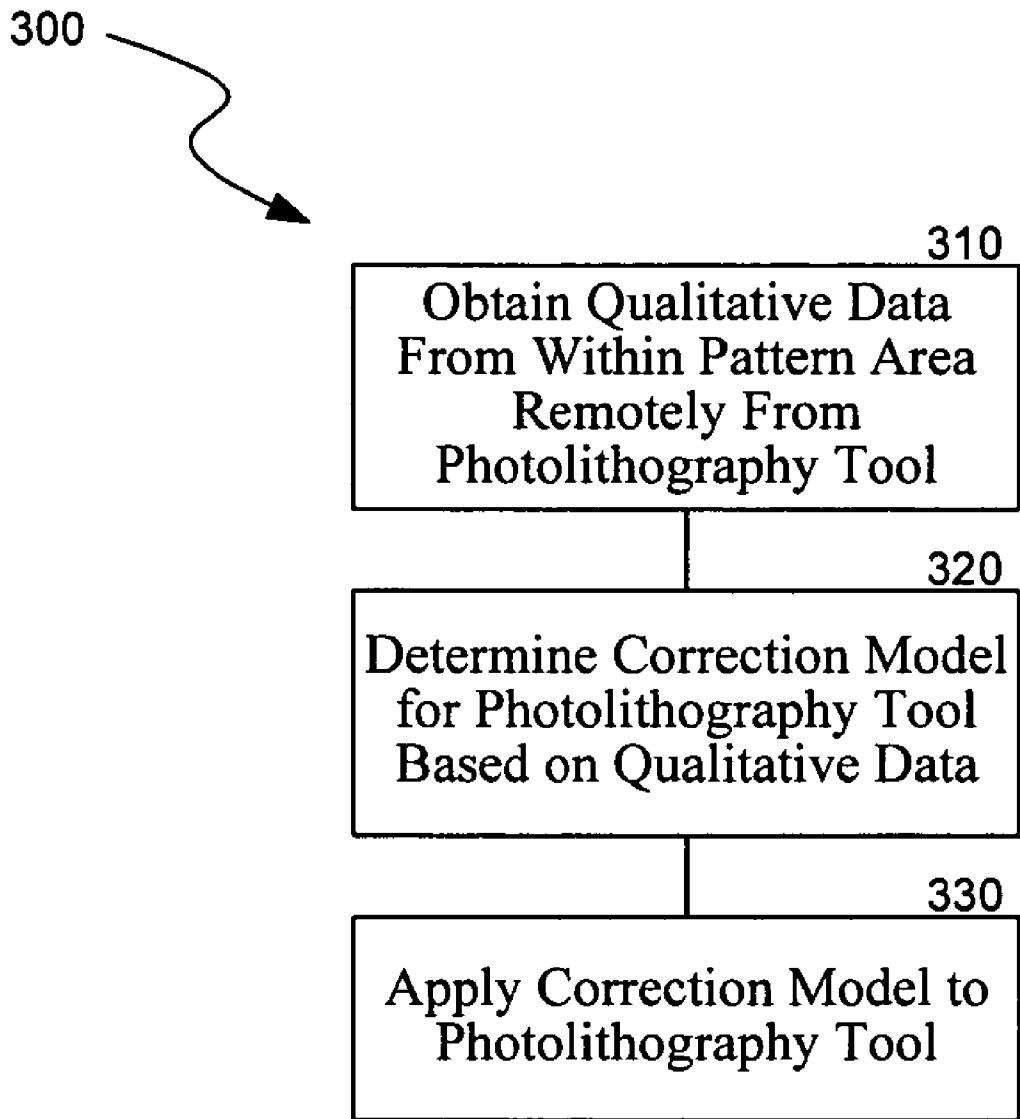 300
310
Obtain Qualitative Data
From Within Pattern Area
Remotely From
Photolithography Tool
320
Determine Correction Model
for Photolithography Tool
Based on Qualitative Data
330
Apply Correction Model to
Photolithography Tool